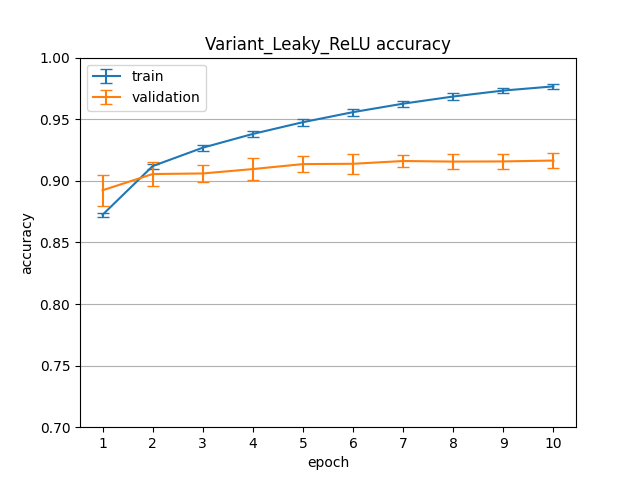 Variant_Leaky_ReLU accuracy
train
validation
1.00
0.95
0.90
0.85
0.80
0.75
0.70
accuracy
1 2 3 4 5 6 7 8 9 10
epoch